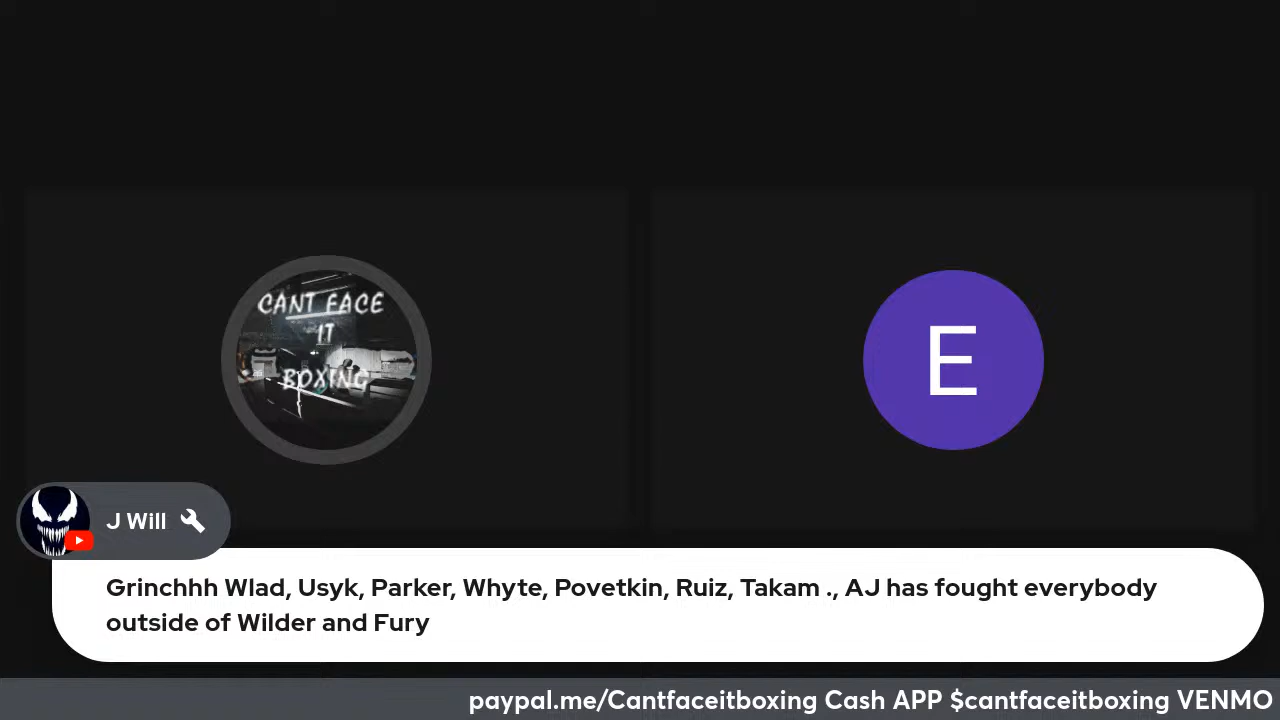 CANT FACE
IT
BOXING
E
J Will
Grinchhh Wlad, Usyk, Parker, Whyte, Povetkin, Ruiz, Takam ., AJ has fought everybody
outside of Wilder and Fury
paypal.me/Cantfaceitboxing Cash APP $cantfaceitboxing VENMO